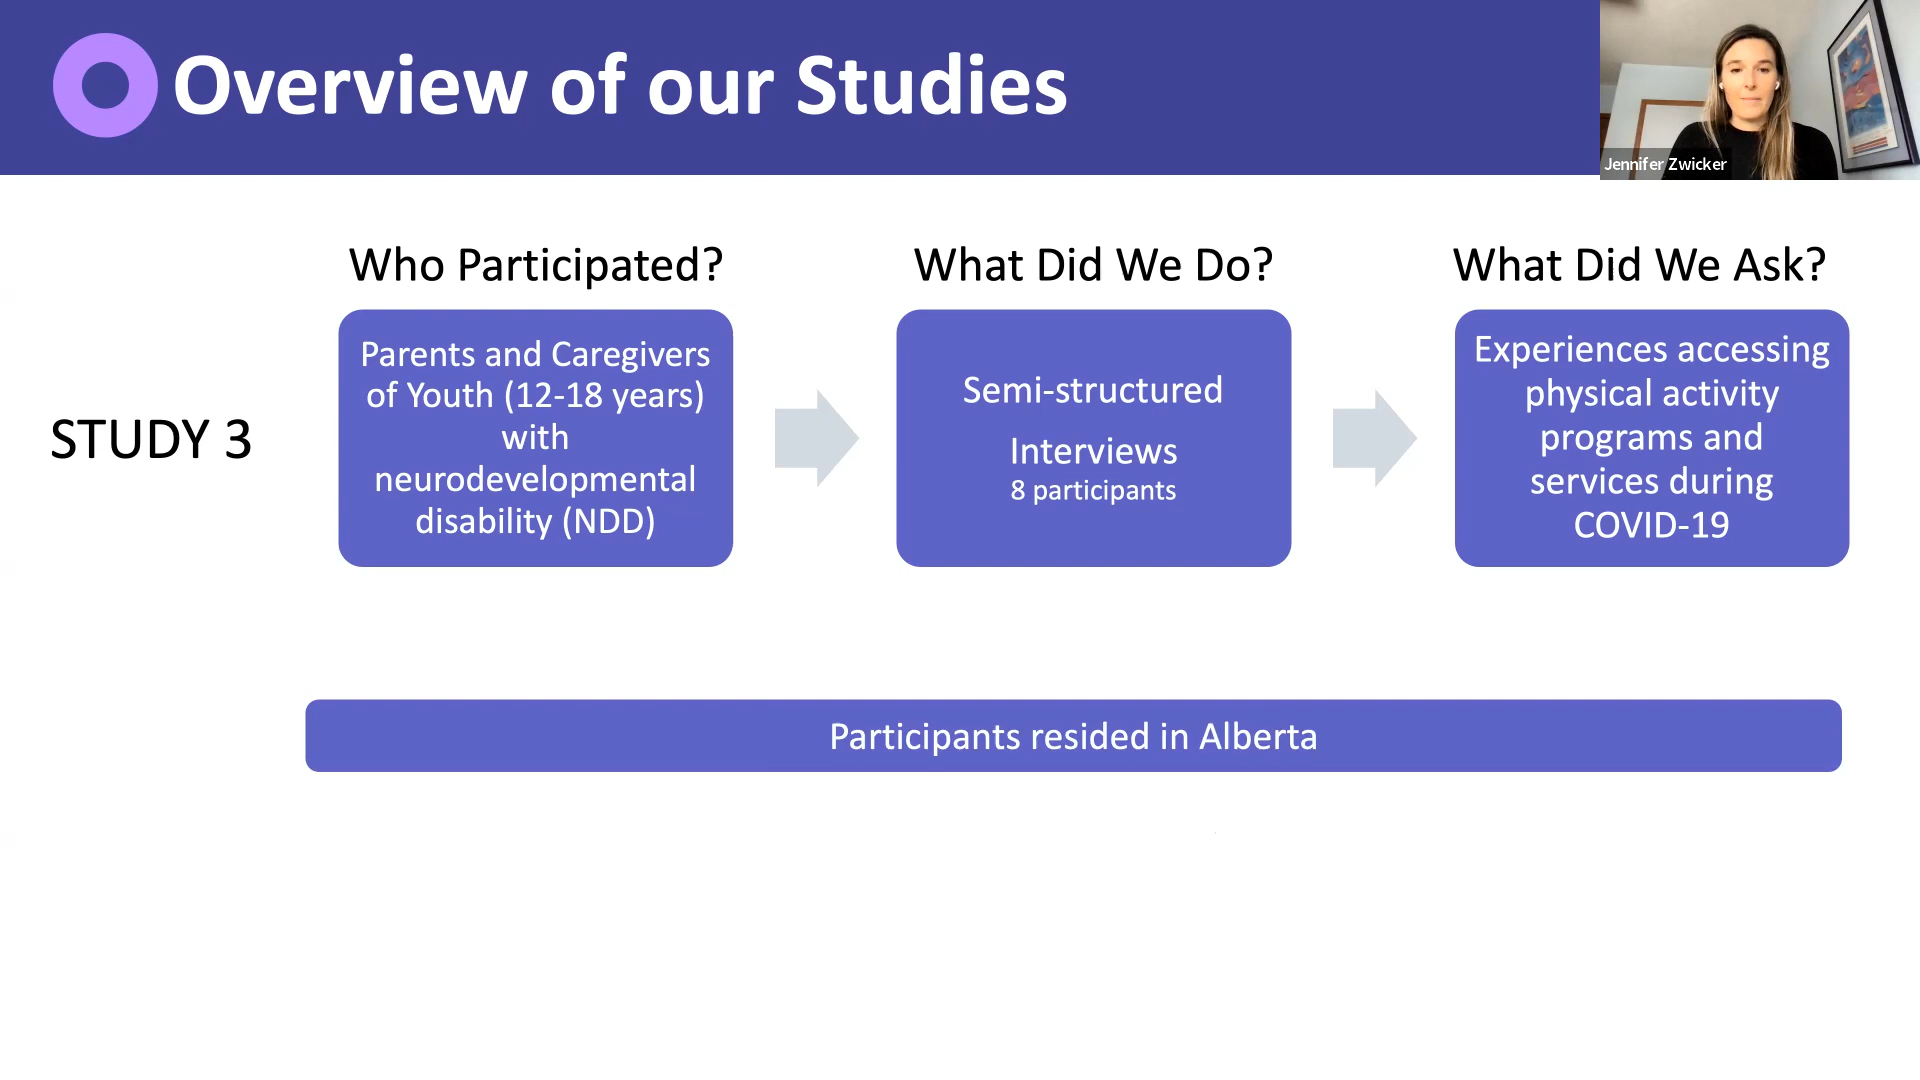 Overview of our Studies
Jennifer Zwicker
Who Participated?
What Did We Do?
What Did We Ask?
STUDY 3
Parents and Caregivers
of Youth (12-18 years)
with
neurodevelopmental
disability (NDD)
Semi-structured
Interviews
8 participants
Experiences accessing
physical activity
programs and
services during
COVID-19
Participants resided in Alberta